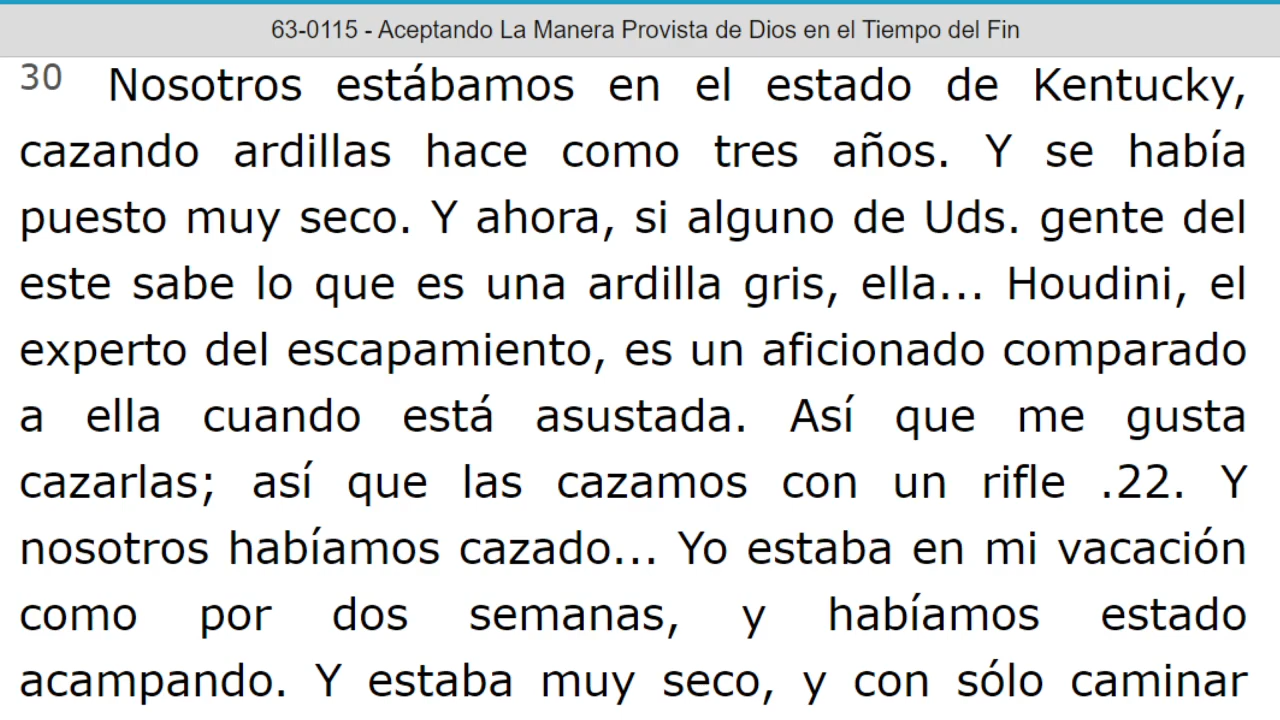 63-0115 - Aceptando La Manera Provista de Dios en el Tiempo del Fin
30 Nosotros estábamos en el estado de Kentucky,
cazando ardillas hace como tres años. Y se había
puesto muy seco. Y ahora, si alguno de Uds. gente del
este sabe lo que es una ardilla gris, ella... Houdini, el
experto del escapamiento, es un aficionado comparado
a ella cuando está asustada. Así que me gusta
cazarlas; así que las cazamos con un rifle .22. Y
nosotros habíamos cazado... Yo estaba en mi vacación
como por dos semanas, y habíamos estado
acampando. Y estaba muy seco, y con sólo caminar